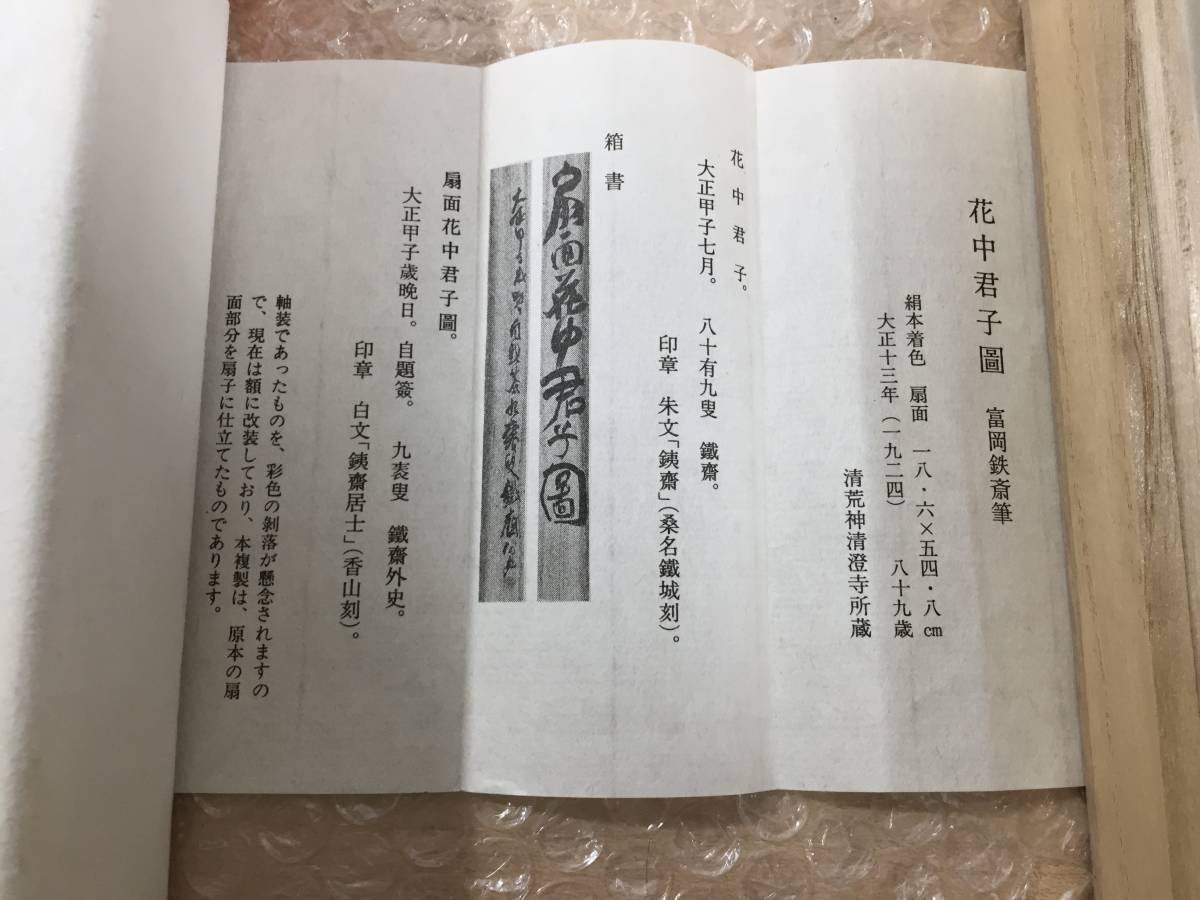 花中君子圖　富岡鉄斎筆
絹本着色　扇面　一八・六×五四・八㎝
大正十三年（一九二四）　八十九歳
清荒神清澄寺所蔵
花中君子。
大正甲子七月。　八十有九叟　鐵齋。
印章　朱文「銕齋」（桑名鐵城刻）。
箱書
扇面花中君子圖
扇面花中君子圖。
大正甲子歳晩日。自題簽。　九袠叟　鐵齋外史。
印章　白文「銕齋居士」（香山刻）。
軸装であったものを、彩色の剝落が懸念されますの
で、現在は額に改装しており、本複製は、原本の扇
面部分を扇子に仕立てたものであります。